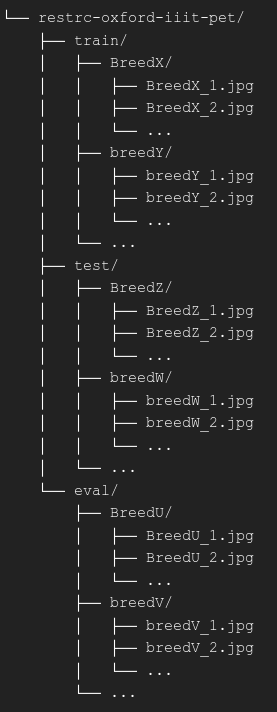 └── restrc-oxford-iiit-pet/
    ├── train/
    │   ├── BreedX/
    │   │   ├── BreedX_1.jpg
    │   │   ├── BreedX_2.jpg
    │   │   └── ...
    │   ├── breedY/
    │   │   ├── breedY_1.jpg
    │   │   ├── breedY_2.jpg
    │   │   └── ...
    │   └── ...
    ├── test/
    │   ├── BreedZ/
    │   │   ├── BreedZ_1.jpg
    │   │   ├── BreedZ_2.jpg
    │   │   └── ...
    │   ├── breedW/
    │   │   ├── breedW_1.jpg
    │   │   ├── breedW_2.jpg
    │   │   └── ...
    │   └── ...
    └── eval/
        ├── BreedU/
        │   ├── BreedU_1.jpg
        │   ├── BreedU_2.jpg
        │   └── ...
        ├── breedV/
        │   ├── breedV_1.jpg
        │   ├── breedV_2.jpg
        │   └── ...
        └── ...